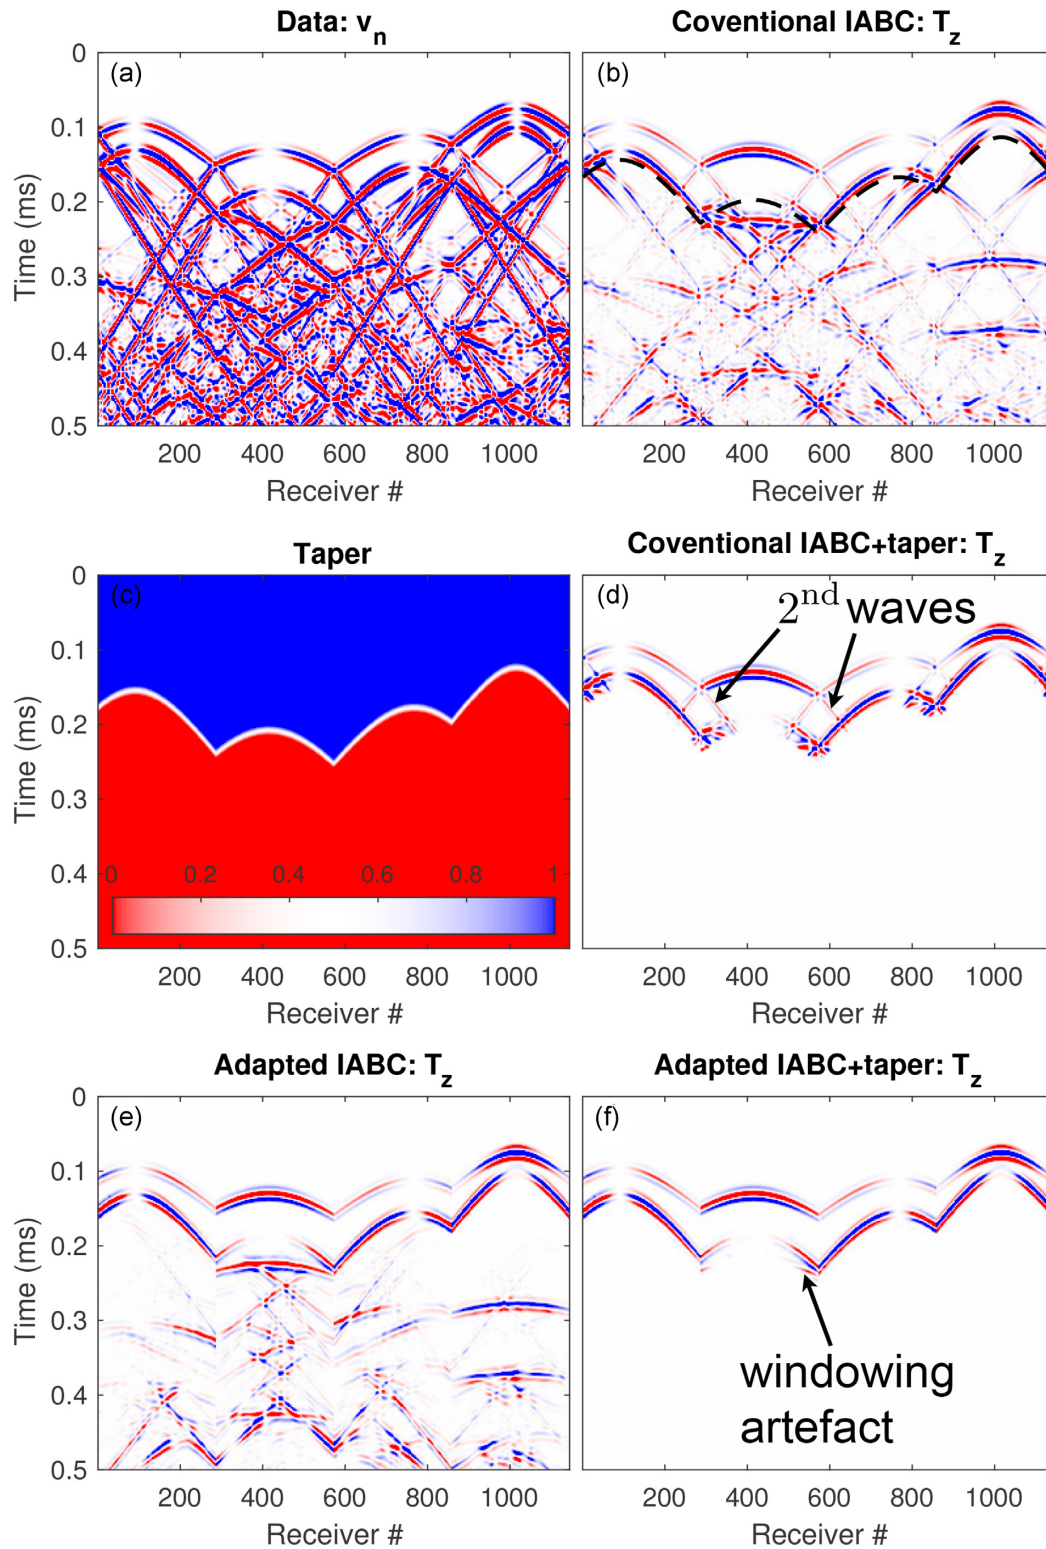 Data: vn
Coventional IABC: Tz
(a)
(b)
0
0.1
0.2
0.3
0.4
0.5
Time (ms)
200 400 600 800 1000
200 400 600 800 1000
Receiver #
Receiver #
Taper
Coventional IABC+taper: Tz
(c)
(d)
2nd waves
0
0.1
0.2
0.3
0.4
0.5
Time (ms)
0 0.2 0.4 0.6 0.8 1
200 400 600 800 1000
200 400 600 800 1000
Receiver #
Receiver #
Adapted IABC: Tz
Adapted IABC+taper: Tz
(e)
(f)
0
0.1
0.2
0.3
0.4
0.5
Time (ms)
windowing
artefact
200 400 600 800 1000
200 400 600 800 1000
Receiver #
Receiver #